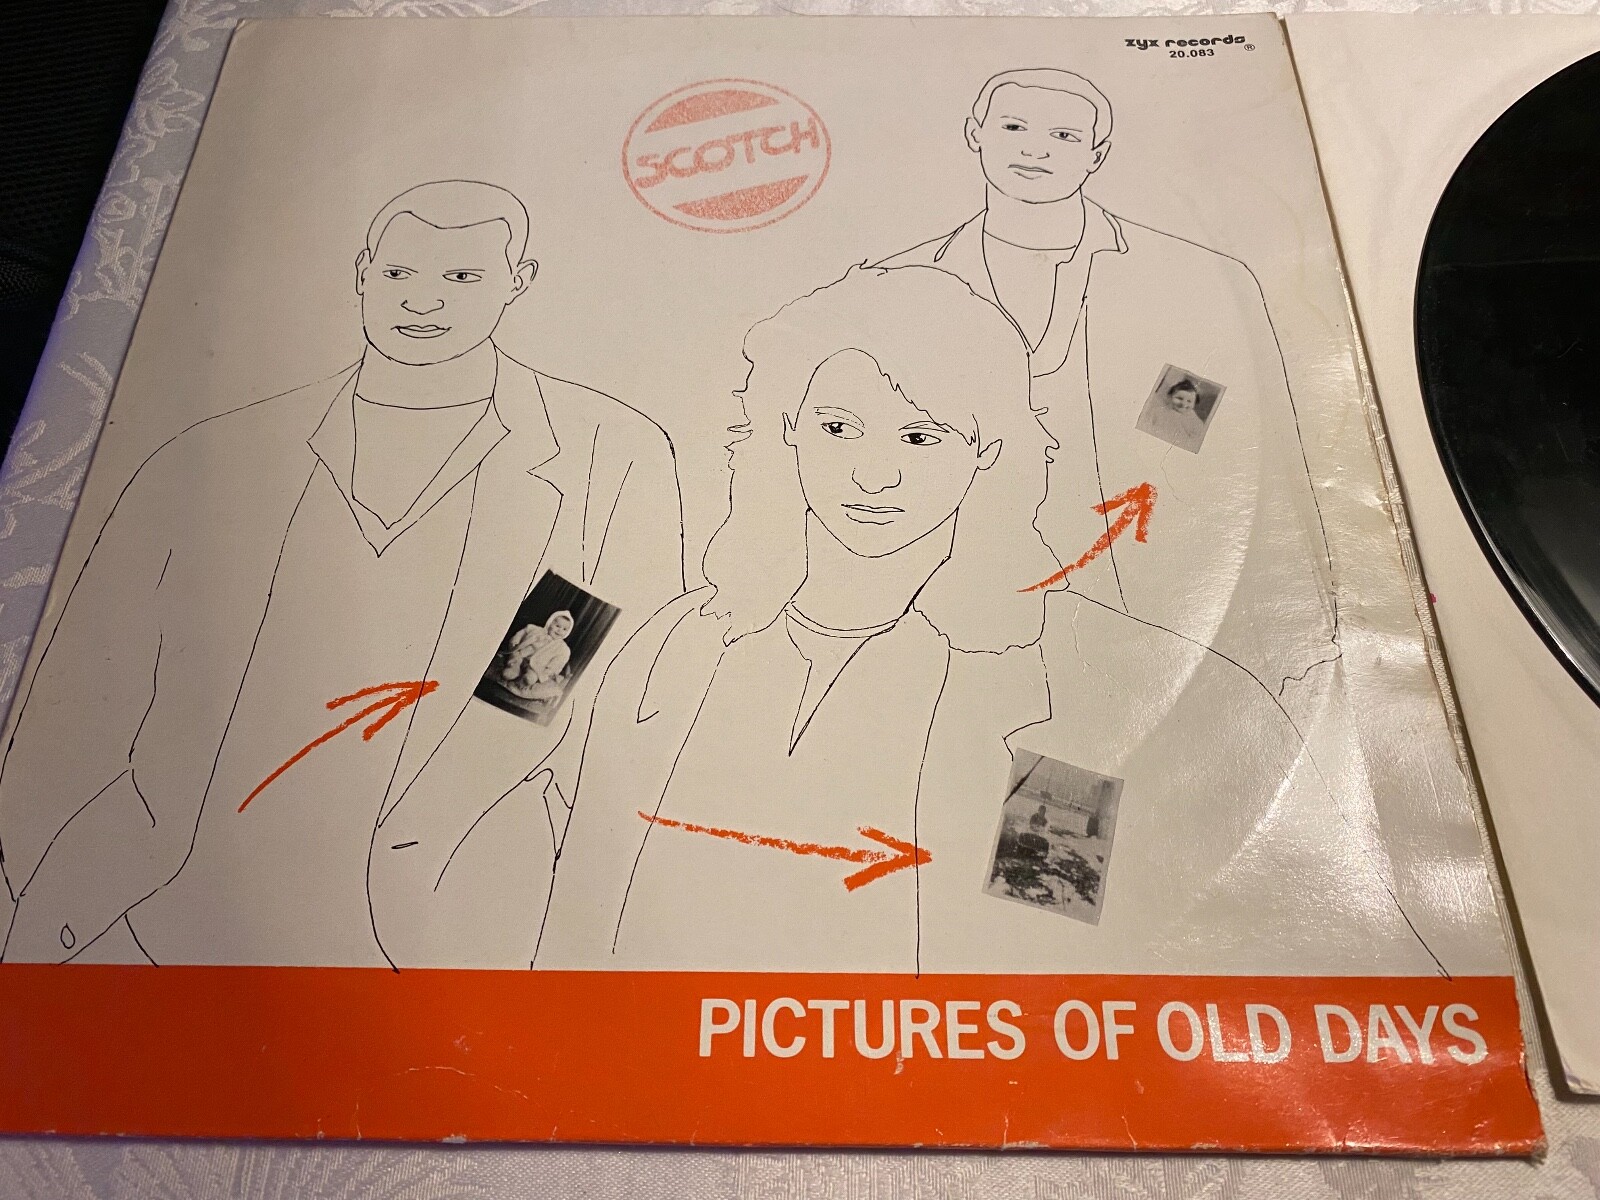 zyx records ®
20.083
SCOTCH
PICTURES OF OLD DAYS